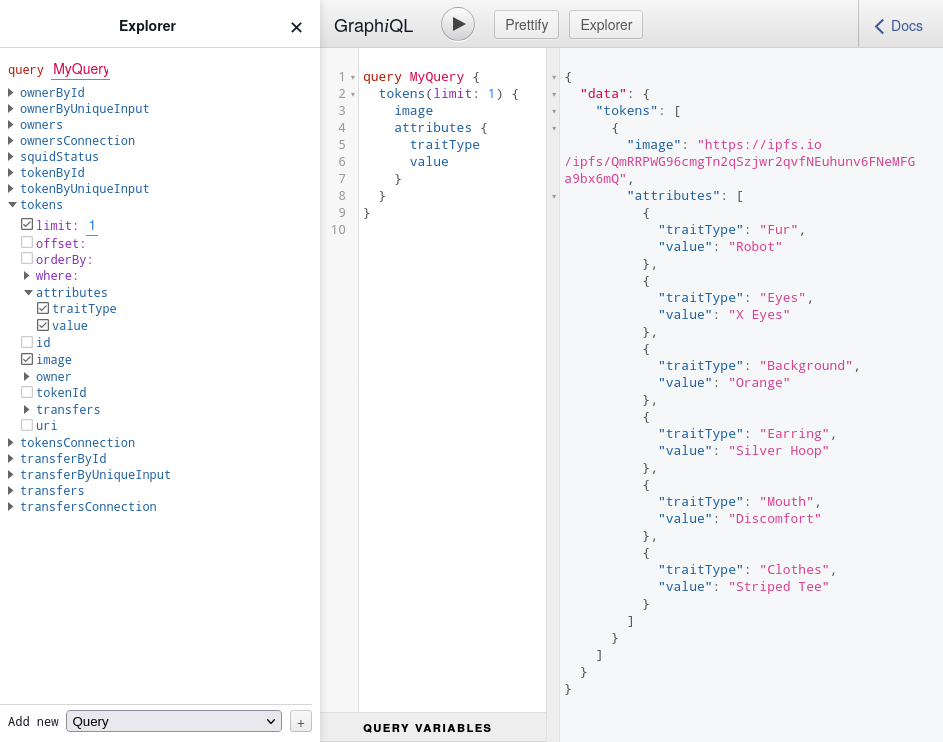 Explorer
✕
query MyQuery
ownerById
ownerByUniqueInput
owners
ownersConnection
squidStatus
tokenById
tokenByUniqueInput
tokens
limit: 1
offset:
orderBy:
where:
attributes
traitType
value
id
image
owner
tokenId
transfers
uri
tokensConnection
transferById
transferByUniqueInput
transfers
transfersConnection
Add new Query +
GraphiQL
Prettify
Explorer
Docs
1 query MyQuery {
2 tokens(limit: 1) {
3 image
4 attributes {
5 traitType
6 value
7 }
8 }
9 }
10
QUERY VARIABLES
{
"data": {
"tokens": [
{
"image": "https://ipfs.io
/ipfs/QmRRPWG96cmgTn2qSzjwr2qvfNEuhunv6FNeMFG
a9bx6mQ",
"attributes": [
{
"traitType": "Fur",
"value": "Robot"
},
{
"traitType": "Eyes",
"value": "X Eyes"
},
{
"traitType": "Background",
"value": "Orange"
},
{
"traitType": "Earring",
"value": "Silver Hoop"
},
{
"traitType": "Mouth",
"value": "Discomfort"
},
{
"traitType": "Clothes",
"value": "Striped Tee"
}
]
}
]
}
}